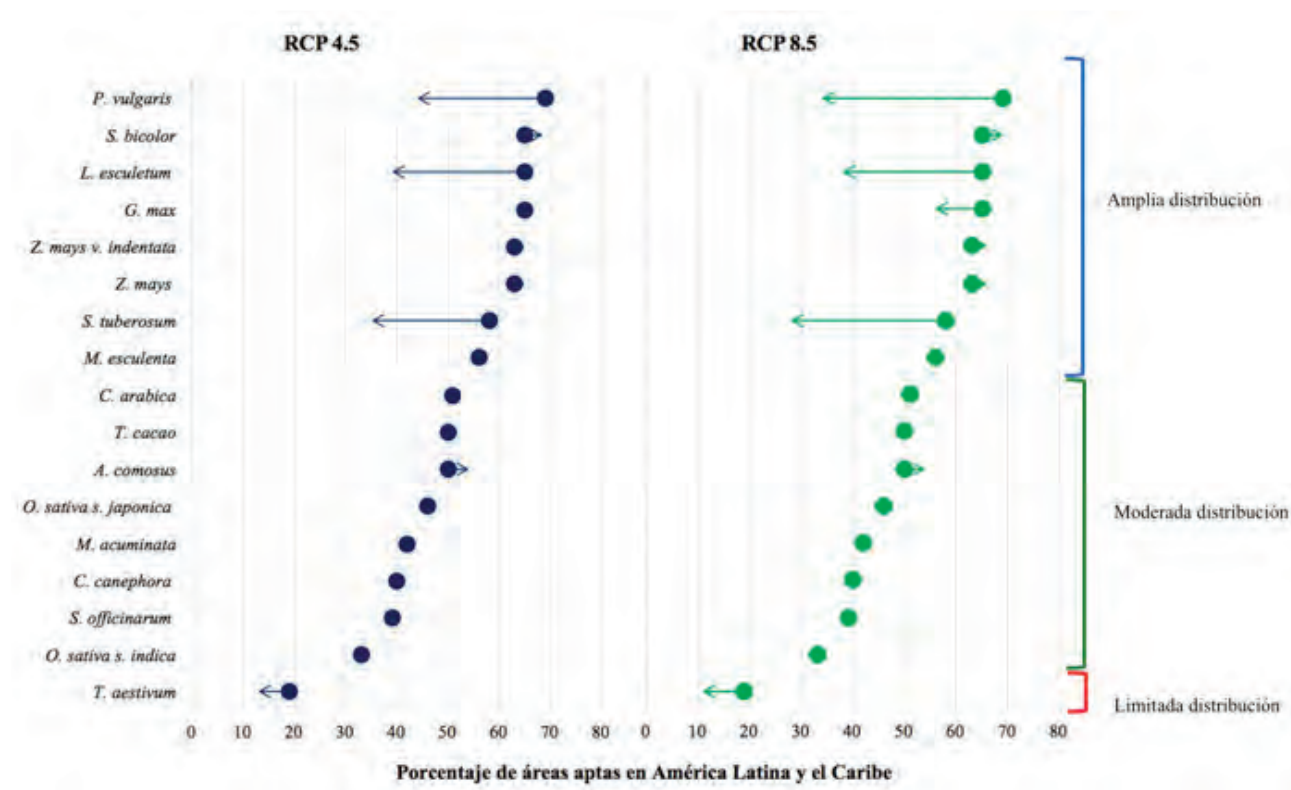 RCP 4.5
RCP 8.5
P. vulgaris
S. bicolor
L. esculetum
G. max
Z. mays v. indentata
Z. mays
S. tuberosum
M. esculenta
C. arabica
T. cacao
A. comosus
O. sativa s. japonica
M. acuminata
C. canephora
S. officinarum
O. sativa s. indica
T. aestivum
Amplia distribución
Moderada distribución
Limitada distribución
0 10 20 30 40 50 60 70 80 0 10 20 30 40 50 60 70 80
Porcentaje de áreas aptas en América Latina y el Caribe